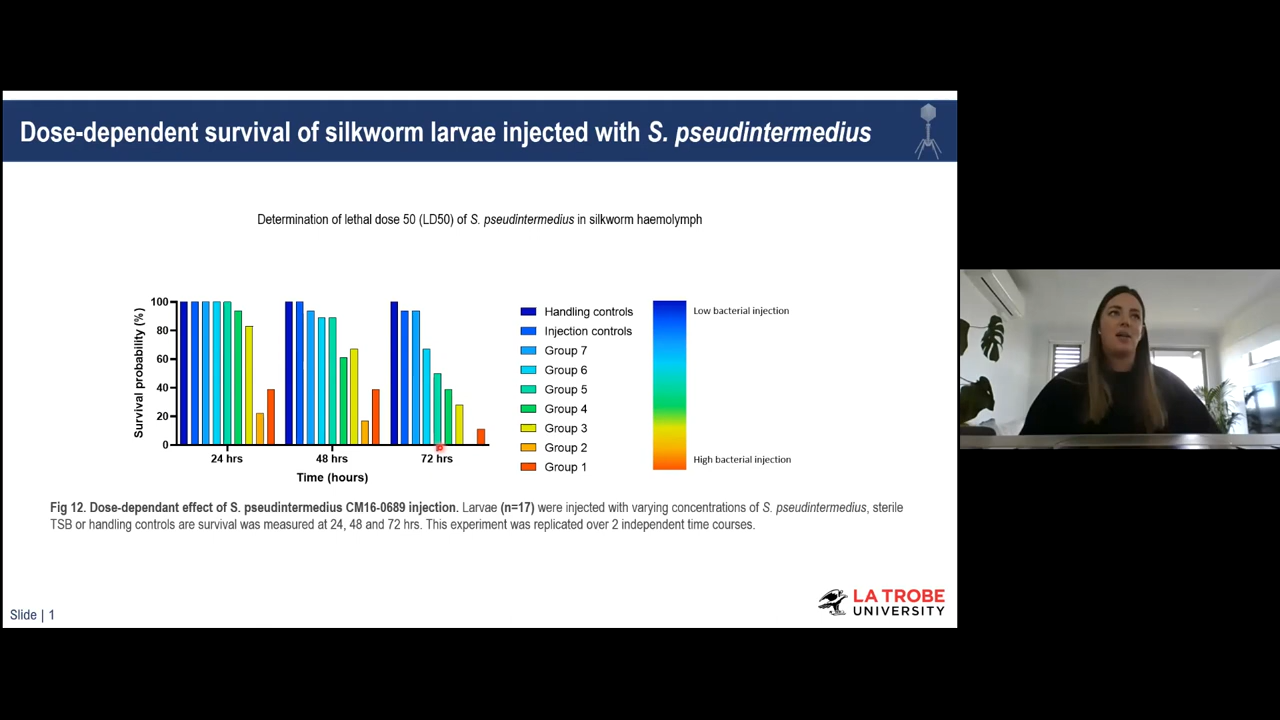 Dose-dependent survival of silkworm larvae injected with S. pseudintermedius
Determination of lethal dose 50 (LD50) of S. pseudintermedius in silkworm haemolymph
Survival probability (%)
100
80
60
40
20
0
24 hrs
48 hrs
72 hrs
Time (hours)
Handling controls
Injection controls
Group 7
Group 6
Group 5
Group 4
Group 3
Group 2
Group 1
Low bacterial injection
High bacterial injection
Fig 12. Dose-dependant effect of S. pseudintermedius CM16-0689 injection. Larvae (n=17) were injected with varying concentrations of S. pseudintermedius, sterile
TSB or handling controls are survival was measured at 24, 48 and 72 hrs. This experiment was replicated over 2 independent time courses.
Slide | 1
LA TROBE
UNIVERSITY